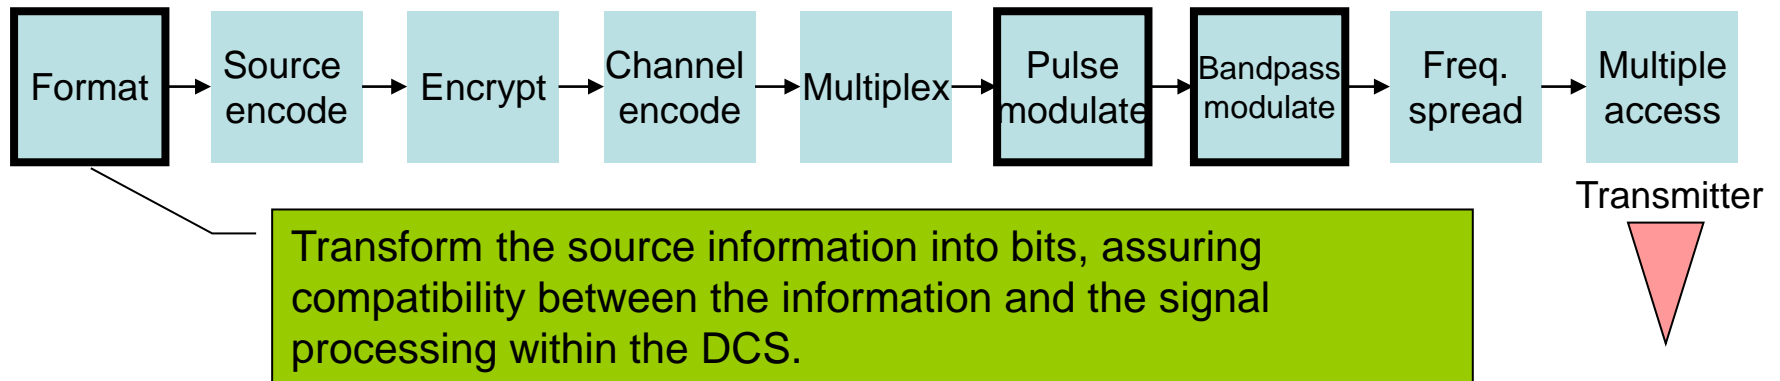 Format
Source
encode
Encrypt
Channel
encode
Multiplex
Pulse
modulate
Bandpass
modulate
Freq.
spread
Multiple
access
Transmitter
Transform the source information into bits, assuring
compatibility between the information and the signal
processing within the DCS.